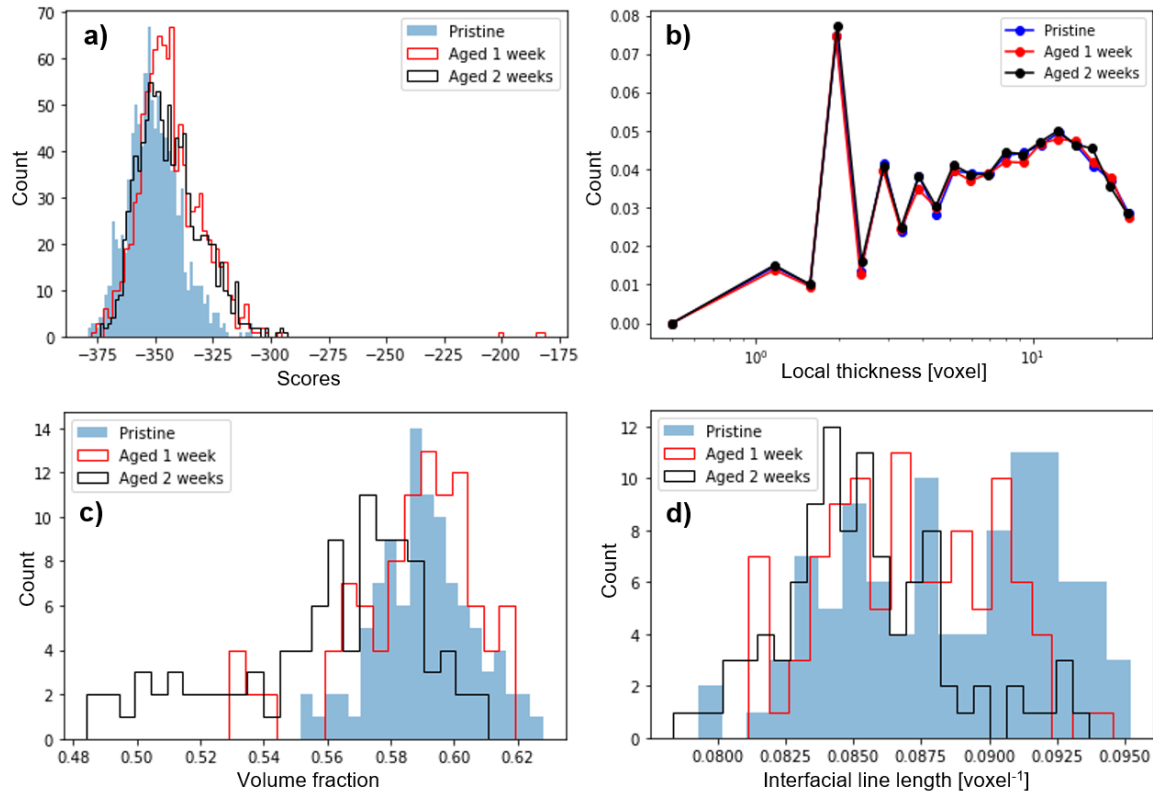 a)
Pristine
Aged 1 week
Aged 2 weeks
70
60
50
40
30
20
10
0
Count
−375 −350 −325 −300 −275 −250 −225 −200 −175
Scores
b)
Pristine
Aged 1 week
Aged 2 weeks
0.08
0.07
0.06
0.05
0.04
0.03
0.02
0.01
0.00
Count
10⁰ 10¹
Local thickness [voxel]
c)
Pristine
Aged 1 week
Aged 2 weeks
14
12
10
8
6
4
2
0
Count
0.48 0.50 0.52 0.54 0.56 0.58 0.60 0.62
Volume fraction
d)
Pristine
Aged 1 week
Aged 2 weeks
12
10
8
6
4
2
0
Count
0.0800 0.0825 0.0850 0.0875 0.0900 0.0925 0.0950
Interfacial line length [voxel⁻¹]